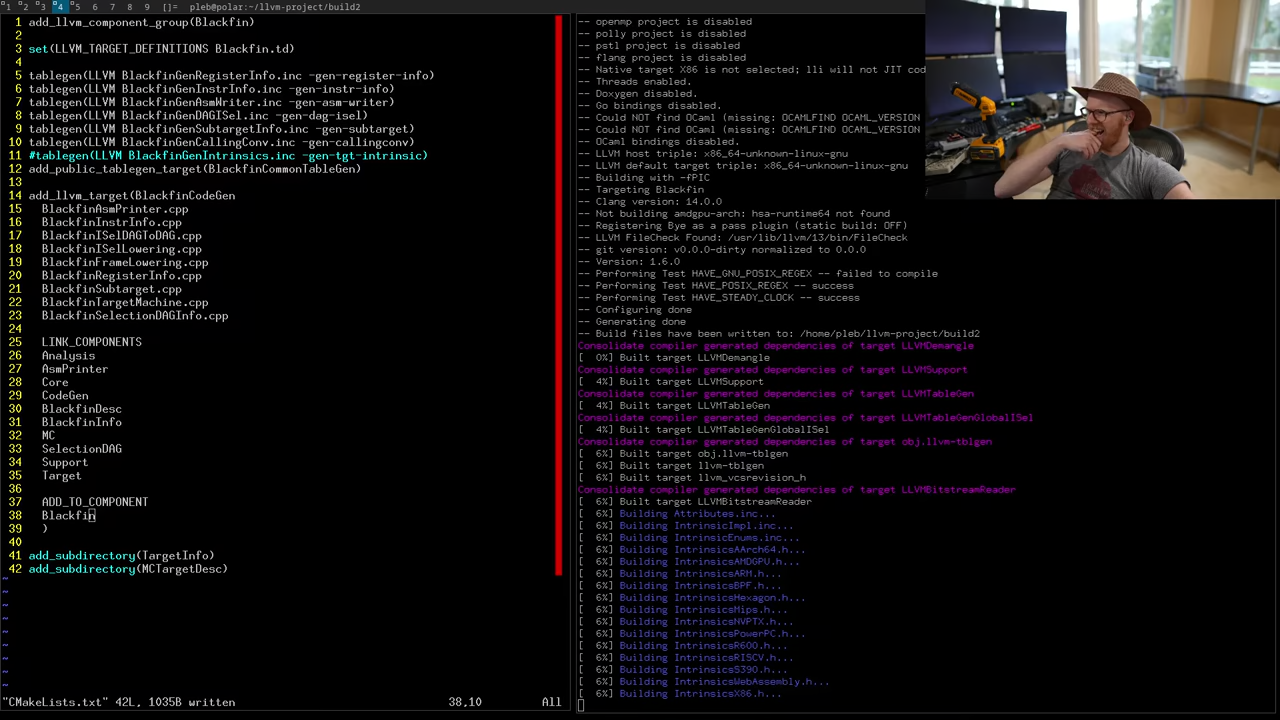 1 2 3 4 5 6 7 8 9 []= pleb@polar:~/llvm-project/build2
1 add_llvm_component_group(Blackfin)
2
3 set(LLVM_TARGET_DEFINITIONS Blackfin.td)
4
5 tablegen(LLVM BlackfinGenRegisterInfo.inc -gen-register-info)
6 tablegen(LLVM BlackfinGenInstrInfo.inc -gen-instr-info)
7 tablegen(LLVM BlackfinGenAsmWriter.inc -gen-asm-writer)
8 tablegen(LLVM BlackfinGenDAGISel.inc -gen-dag-isel)
9 tablegen(LLVM BlackfinGenSubtargetInfo.inc -gen-subtarget)
10 tablegen(LLVM BlackfinGenCallingConv.inc -gen-callingconv)
11 #tablegen(LLVM BlackfinGenIntrinsics.inc -gen-tgt-intrinsic)
12 add_public_tablegen_target(BlackfinCommonTableGen)
13
14 add_llvm_target(BlackfinCodeGen
15 BlackfinAsmPrinter.cpp
16 BlackfinInstrInfo.cpp
17 BlackfinISelDAGToDAG.cpp
18 BlackfinISelLowering.cpp
19 BlackfinFrameLowering.cpp
20 BlackfinRegisterInfo.cpp
21 BlackfinSubtarget.cpp
22 BlackfinTargetMachine.cpp
23 BlackfinSelectionDAGInfo.cpp
24
25 LINK_COMPONENTS
26 Analysis
27 AsmPrinter
28 Core
29 CodeGen
30 BlackfinDesc
31 BlackfinInfo
32 MC
33 SelectionDAG
34 Support
35 Target
36
37 ADD_TO_COMPONENT
38 Blackfin
39 )
40
41 add_subdirectory(TargetInfo)
42 add_subdirectory(MCTargetDesc)
~
~
~
~
~
~
~
~
~
"CMakeLists.txt" 42L, 1035B written 38,10 All
-- openmp project is disabled
-- polly project is disabled
-- pstl project is disabled
-- flang project is disabled
-- Native target X86 is not selected; lli will not JIT cod
-- Threads enabled.
-- Doxygen disabled.
-- Go bindings disabled.
-- Could NOT find OCaml (missing: OCAMLFIND OCAML_VERSION
-- Could NOT find OCaml (missing: OCAMLFIND OCAML_VERSION
-- OCaml bindings disabled.
-- LLVM host triple: x86_64-unknown-linux-gnu
-- LLVM default target triple: x86_64-unknown-linux-gnu
-- Building with -fPIC
-- Targeting Blackfin
-- Clang version: 14.0.0
-- Not building amdgpu-arch: hsa-runtime64 not found
-- Registering Bye as a pass plugin (static build: OFF)
-- LLVM FileCheck Found: /usr/lib/llvm/13/bin/FileCheck
-- git version: v0.0.0-dirty normalized to 0.0.0
-- Version: 1.6.0
-- Performing Test HAVE_GNU_POSIX_REGEX -- failed to compile
-- Performing Test HAVE_POSIX_REGEX -- success
-- Performing Test HAVE_STEADY_CLOCK -- success
-- Configuring done
-- Generating done
-- Build files have been written to: /home/pleb/llvm-project/build2
Consolidate compiler generated dependencies of target LLVMDemangle
[  0%] Built target LLVMDemangle
Consolidate compiler generated dependencies of target LLVMSupport
[  4%] Built target LLVMSupport
Consolidate compiler generated dependencies of target LLVMTableGen
[  4%] Built target LLVMTableGen
Consolidate compiler generated dependencies of target LLVMTableGenGlobalISel
[  4%] Built target LLVMTableGenGlobalISel
Consolidate compiler generated dependencies of target obj.llvm-tblgen
[  6%] Built target obj.llvm-tblgen
[  6%] Built target llvm-tblgen
[  6%] Built target llvm_vcsrevision_h
Consolidate compiler generated dependencies of target LLVMBitstreamReader
[  6%] Built target LLVMBitstreamReader
[  6%] Building Attributes.inc...
[  6%] Building IntrinsicImpl.inc...
[  6%] Building IntrinsicEnums.inc...
[  6%] Building IntrinsicsAArch64.h...
[  6%] Building IntrinsicsAMDGPU.h...
[  6%] Building IntrinsicsARM.h...
[  6%] Building IntrinsicsBPF.h...
[  6%] Building IntrinsicsHexagon.h...
[  6%] Building IntrinsicsMips.h...
[  6%] Building IntrinsicsNVPTX.h...
[  6%] Building IntrinsicsPowerPC.h...
[  6%] Building IntrinsicsR600.h...
[  6%] Building IntrinsicsRISCV.h...
[  6%] Building IntrinsicsS390.h...
[  6%] Building IntrinsicsWebAssembly.h...
[  6%] Building IntrinsicsX86.h...